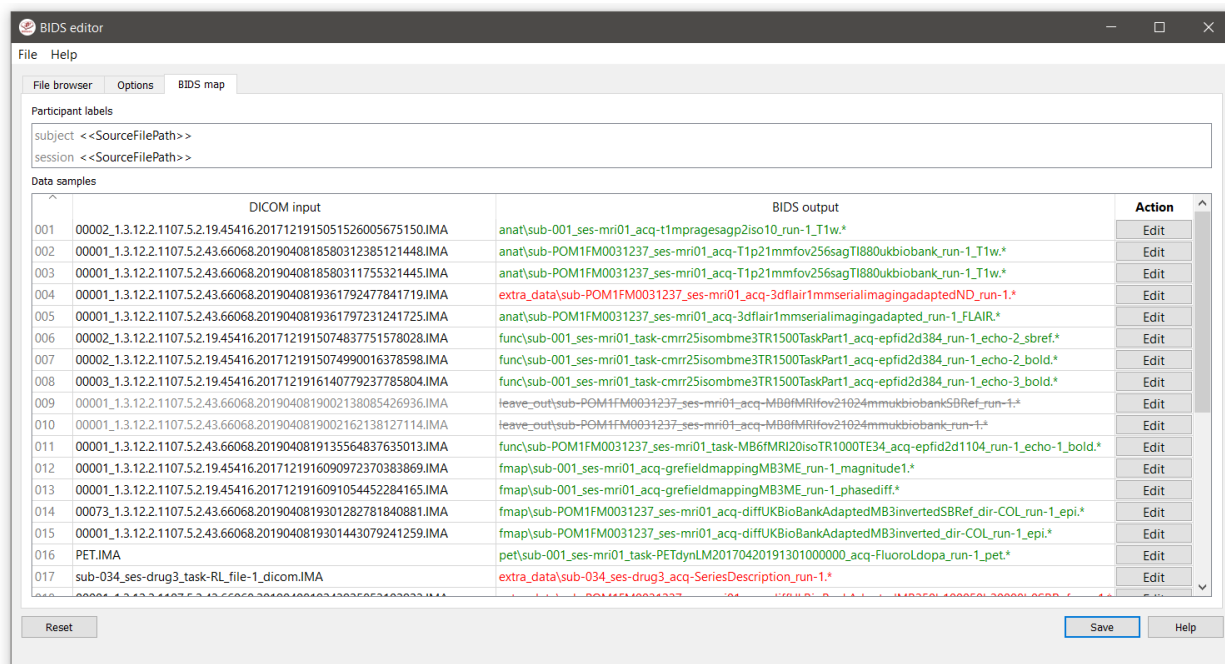 BIDS editor
File Help
File browser Options BIDS map
Participant labels
subject <<SourceFilePath>>
session <<SourceFilePath>>
Data samples
DICOM input BIDS output Action
001 00002_1.3.12.2.1107.5.2.19.45416.2017121915051526005675150.IMA anat\sub-001_ses-mri01_acq-t1mpragesagp2iso10_run-1_T1w.* Edit
002 00001_1.3.12.2.1107.5.2.43.66068.2019040818580312385121448.IMA anat\sub-POM1FM0031237_ses-mri01_acq-T1p21mmfov256sagTI880ukbiobank_run-1_T1w.* Edit
003 00001_1.3.12.2.1107.5.2.43.66068.2019040818580311755321445.IMA anat\sub-POM1FM0031237_ses-mri01_acq-T1p21mmfov256sagTI880ukbiobank_run-1_T1w.* Edit
004 00001_1.3.12.2.1107.5.2.43.66068.2019040819361792477841719.IMA extra_data\sub-POM1FM0031237_ses-mri01_acq-3dflair1mmserialimagingadaptedND_run-1.* Edit
005 00001_1.3.12.2.1107.5.2.43.66068.2019040819361797231241725.IMA anat\sub-POM1FM0031237_ses-mri01_acq-3dflair1mmserialimagingadapted_run-1_FLAIR.* Edit
006 00002_1.3.12.2.1107.5.2.19.45416.2017121915074837751578028.IMA func\sub-001_ses-mri01_task-cmrr25isombme3TR1500TaskPart1_acq-epfid2d384_run-1_echo-2_sbref.* Edit
007 00002_1.3.12.2.1107.5.2.19.45416.2017121915074990016378598.IMA func\sub-001_ses-mri01_task-cmrr25isombme3TR1500TaskPart1_acq-epfid2d384_run-1_echo-2_bold.* Edit
008 00003_1.3.12.2.1107.5.2.19.45416.2017121916140779237785804.IMA func\sub-001_ses-mri01_task-cmrr25isombme3TR1500TaskPart1_acq-epfid2d384_run-1_echo-3_bold.* Edit
009 00001_1.3.12.2.1107.5.2.43.66068.2019040819002138085426936.IMA leave_out\sub-POM1FM0031237_ses-mri01_acq-MB8fMRIfov21024mmukbiobankSBRef_run-1.* Edit
010 00001_1.3.12.2.1107.5.2.43.66068.2019040819002162138127114.IMA leave_out\sub-POM1FM0031237_ses-mri01_acq-MB8fMRIfov21024mmukbiobank_run-1.* Edit
011 00001_1.3.12.2.1107.5.2.43.66068.2019040819135564837635013.IMA func\sub-POM1FM0031237_ses-mri01_task-MB6fMRI20isoTR1000TE34_acq-epfid2d1104_run-1_echo-1_bold.* Edit
012 00001_1.3.12.2.1107.5.2.19.45416.2017121916090972370383869.IMA fmap\sub-001_ses-mri01_acq-grefieldmappingMB3ME_run-1_magnitude1.* Edit
013 00001_1.3.12.2.1107.5.2.19.45416.2017121916091054452284165.IMA fmap\sub-001_ses-mri01_acq-grefieldmappingMB3ME_run-1_phasediff.* Edit
014 00073_1.3.12.2.1107.5.2.43.66068.2019040819301282781840881.IMA fmap\sub-POM1FM0031237_ses-mri01_acq-diffUKBioBankAdaptedMB3invertedSBRef_dir-COL_run-1_epi.* Edit
015 00001_1.3.12.2.1107.5.2.43.66068.2019040819301443079241259.IMA fmap\sub-POM1FM0031237_ses-mri01_acq-diffUKBioBankAdaptedMB3inverted_dir-COL_run-1_epi.* Edit
016 PET.IMA pet\sub-001_ses-mri01_task-PETdynLM20170420191301000000_acq-FluoroLdopa_run-1_pet.* Edit
017 sub-034_ses-drug3_task-RL_file-1_dicom.IMA extra_data\sub-034_ses-drug3_acq-SeriesDescription_run-1.* Edit
Reset Save Help